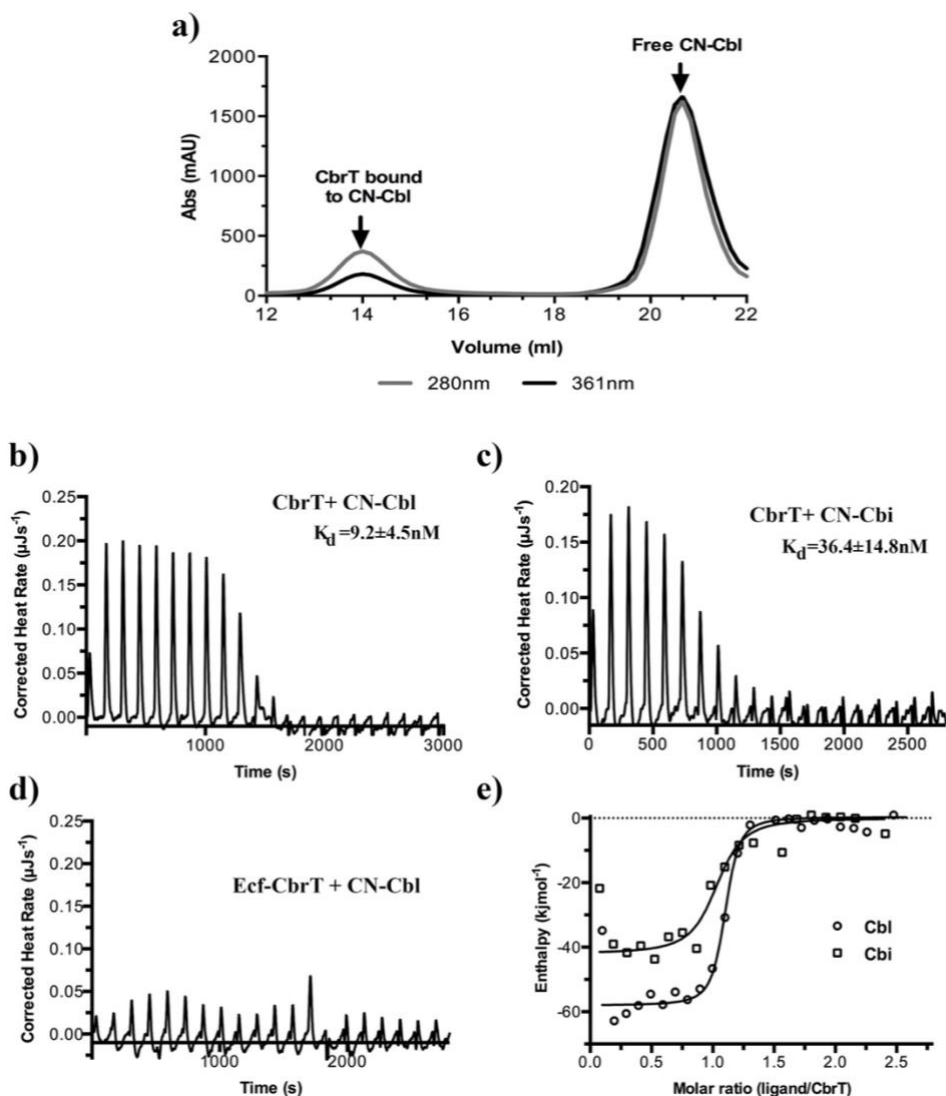 a)
2000
1500
1000
500
0
Abs (mAU)
Free CN-Cbl
CbrT bound
to CN-Cbl
12 14 16 18 20 22
Volume (ml)
280nm 361nm
b)
0.25
0.20
0.15
0.10
0.05
0.00
Corrected Heat Rate (µJs⁻¹)
CbrT+ CN-Cbl
Kd=9.2±4.5nM
1000 2000 3000
Time (s)
c)
0.20
0.15
0.10
0.05
0.00
Corrected Heat Rate (µJs⁻¹)
CbrT+ CN-Cbi
Kd=36.4±14.8nM
0 500 1000 1500 2000 2500
Time (s)
d)
0.25
0.20
0.15
0.10
0.05
0.00
Corrected Heat Rate (µJs⁻¹)
Ecf-CbrT + CN-Cbl
1000 2000
Time (s)
e)
0
-20
-40
-60
Enthalpy (kjmol⁻¹)
Cbl
Cbi
0.0 0.5 1.0 1.5 2.0 2.5
Molar ratio (ligand/CbrT)